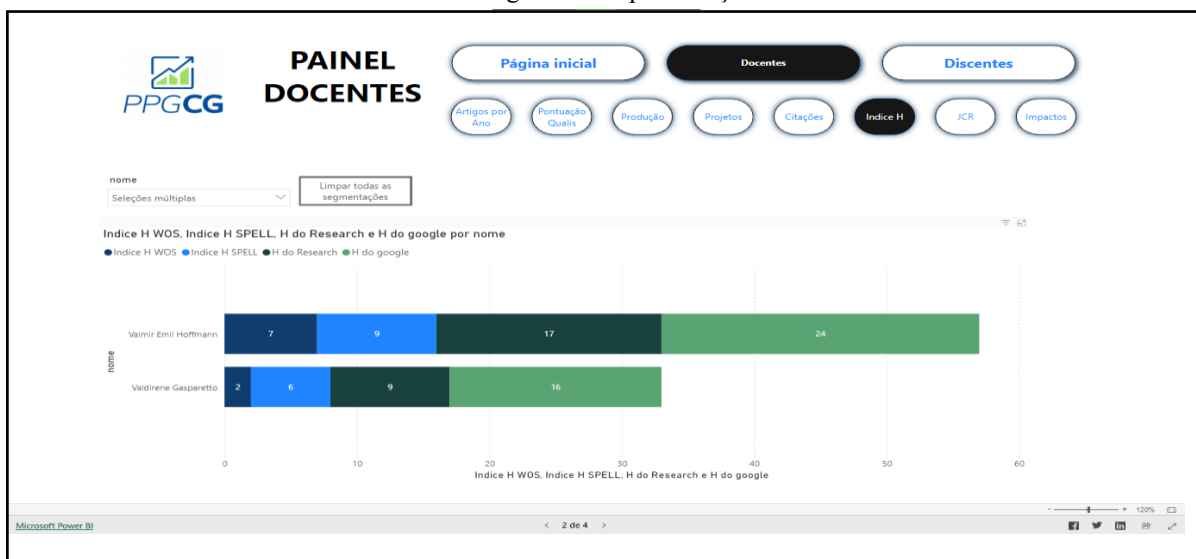 PPGCG
PAINEL
DOCENTES
Página inicial
Docentes
Discentes
Artigos por
Ano
Pontuação
Qualis
Produção
Projetos
Citações
Indice H
JCR
Impactos
nome
Seleções múltiplas
Limpar todas as
segmentações
Indice H WOS, Indice H SPELL, H do Research e H do google por nome
Indice H WOS Indice H SPELL H do Research H do google
Valmir Emil Hoffmann 7 9 17 24
nome
Valdirene Gasparetto 2 6 9 16
0 10 20 30 40 50 60
Indice H WOS, Indice H SPELL, H do Research e H do google
- + 120%
Microsoft Power BI < 2 de 4 >